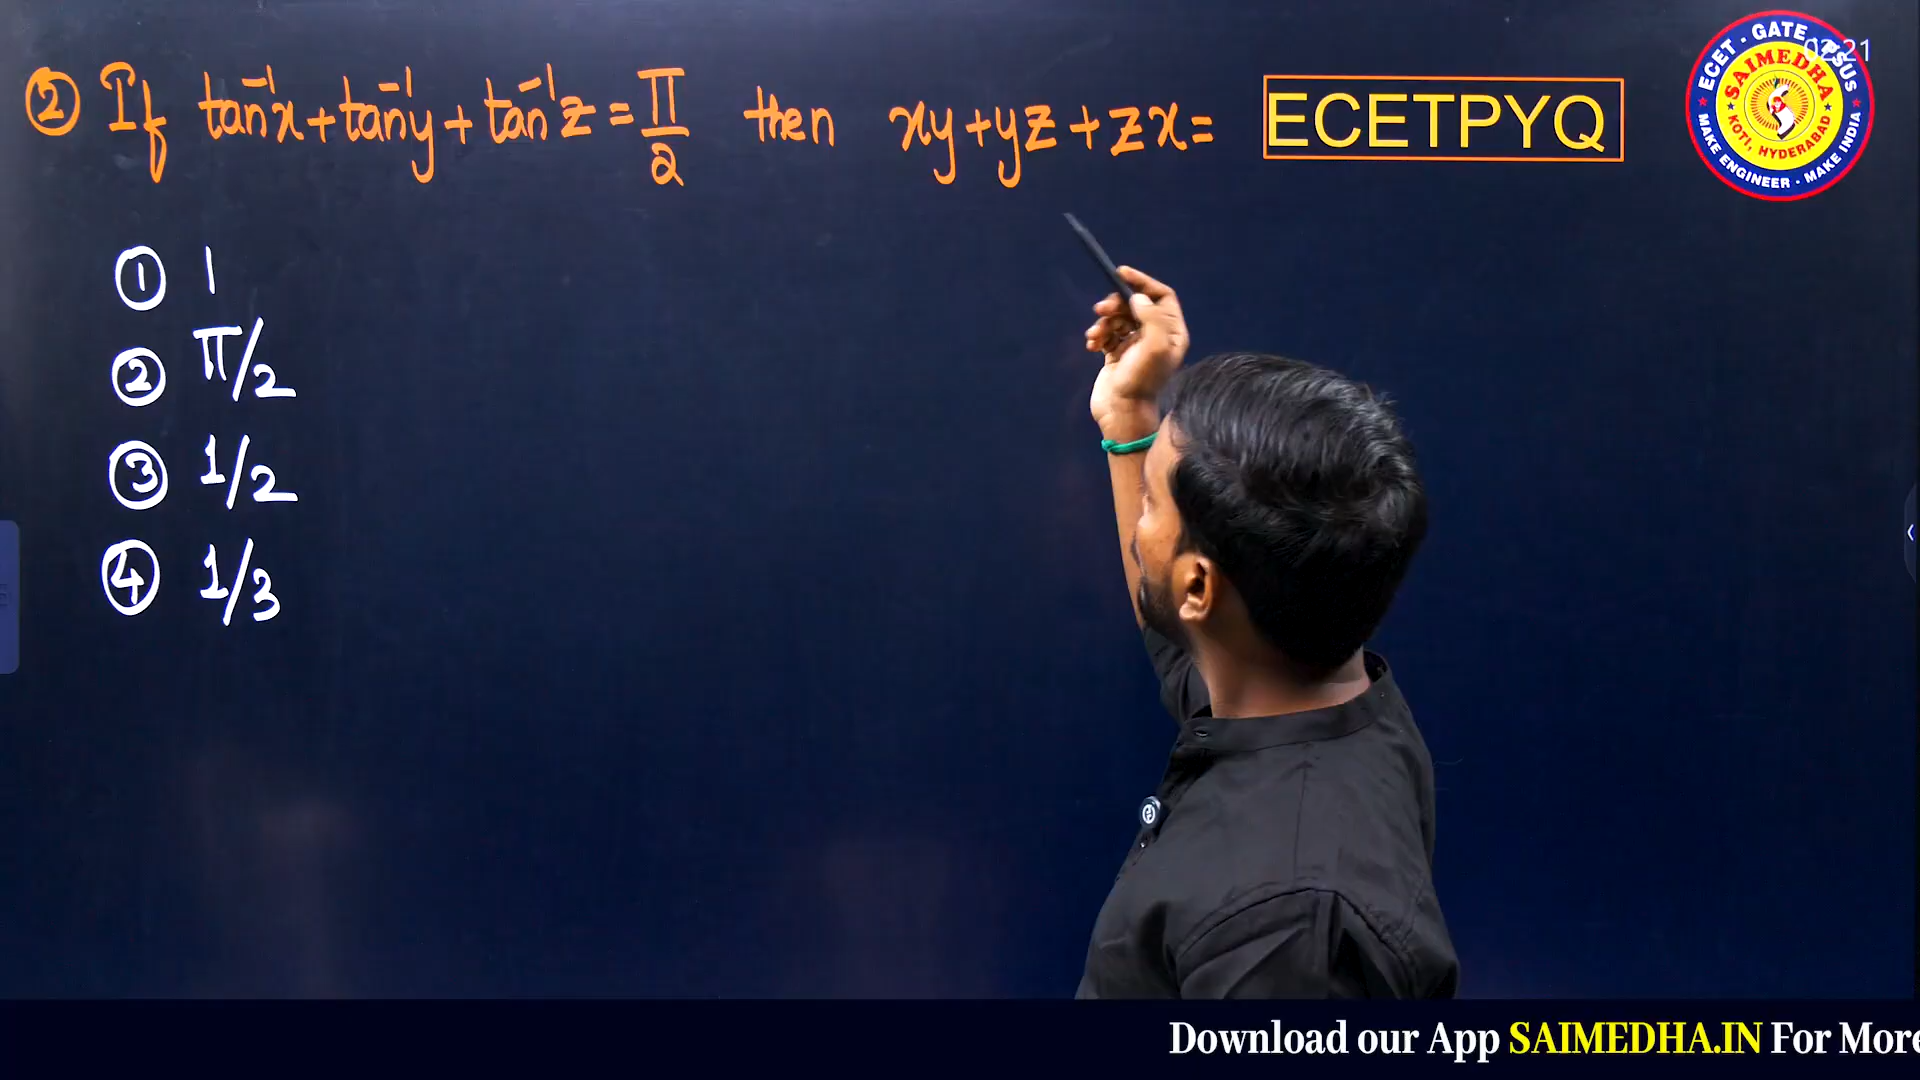 ② If tan⁻¹x + tan⁻¹y + tan⁻¹z = π/2 then xy + yz + zx =
ECETPYQ
① 1
② π/2
③ 1/2
④ 1/3
ECET · GATE · PSUS
SAIMEDHA
KOTI, HYDERABAD
MAKE ENGINEER · MAKE INDIA
02:21
Download our App SAIMEDHA.IN For More